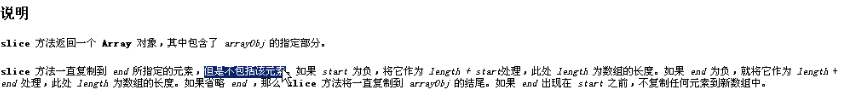 说明
slice 方法返回一个 Array 对象，其中包含了 arrayObj 的指定部分。
slice 方法一直复制到 end 所指定的元素，但是不包括该元素。如果 start 为负，将它作为 length + start处理，此处 length 为数组的长度。如果 end 为负，就将它作为 length +
end 处理，此处 length 为数组的长度。如果省略 end ，那么 slice 方法将一直复制到 arrayObj 的结尾。如果 end 出现在 start 之前，不复制任何元素到新数组中。